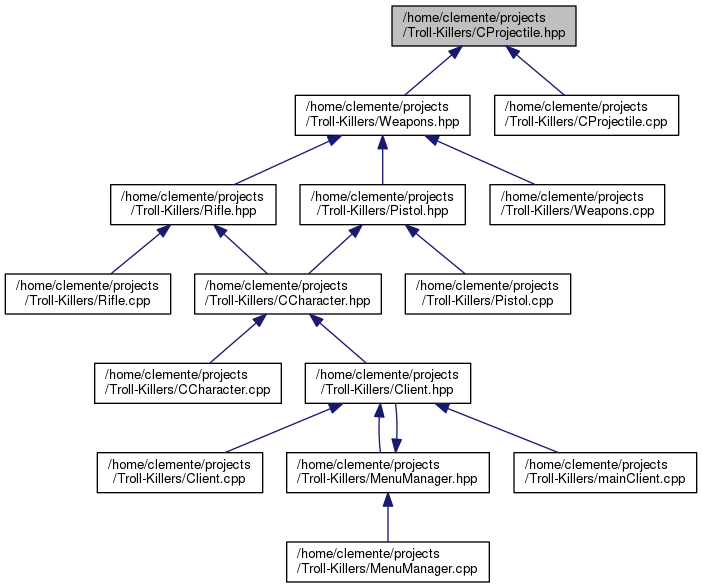 /home/clemente/projects
/Troll-Killers/CProjectile.hpp
/home/clemente/projects
/Troll-Killers/Weapons.hpp
/home/clemente/projects
/Troll-Killers/CProjectile.cpp
/home/clemente/projects
/Troll-Killers/Rifle.hpp
/home/clemente/projects
/Troll-Killers/Pistol.hpp
/home/clemente/projects
/Troll-Killers/Weapons.cpp
/home/clemente/projects
/Troll-Killers/Rifle.cpp
/home/clemente/projects
/Troll-Killers/CCharacter.hpp
/home/clemente/projects
/Troll-Killers/Pistol.cpp
/home/clemente/projects
/Troll-Killers/CCharacter.cpp
/home/clemente/projects
/Troll-Killers/Client.hpp
/home/clemente/projects
/Troll-Killers/Client.cpp
/home/clemente/projects
/Troll-Killers/MenuManager.hpp
/home/clemente/projects
/Troll-Killers/mainClient.cpp
/home/clemente/projects
/Troll-Killers/MenuManager.cpp